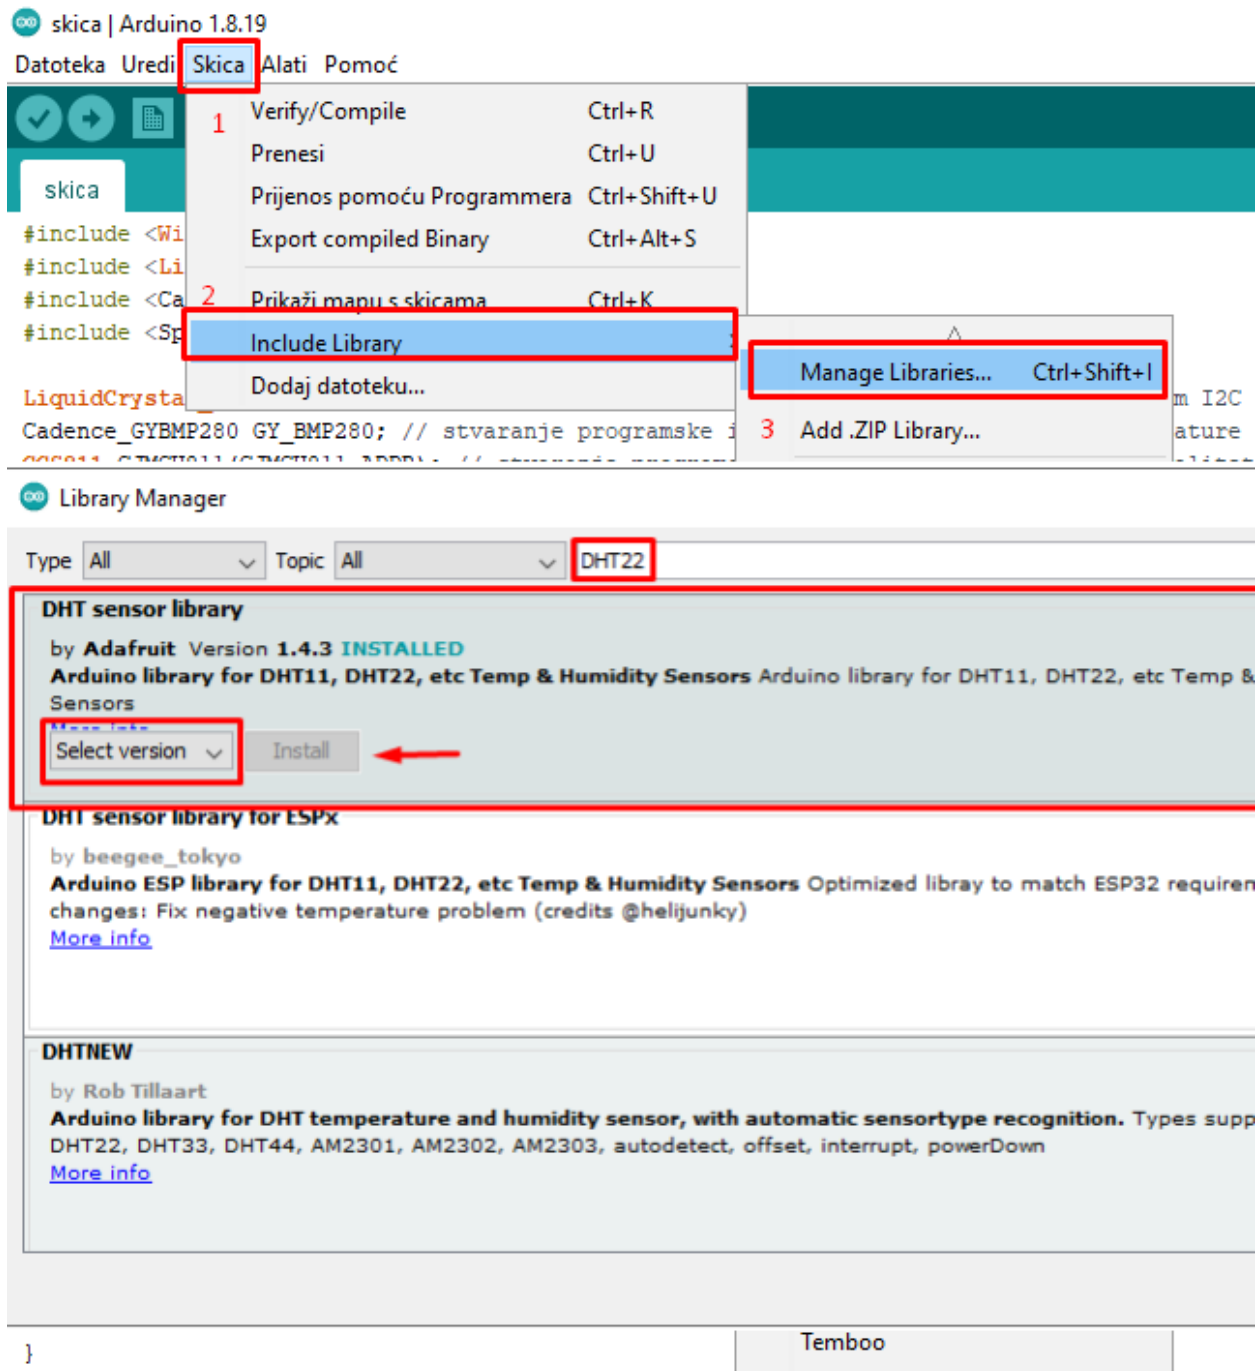 skica | Arduino 1.8.19
Datoteka Uredi Skica Alati Pomoć
1
Verify/Compile Ctrl+R
Prenesi Ctrl+U
skica
Prijenos pomoću Programmera Ctrl+Shift+U
#include <Wi
Export compiled Binary Ctrl+Alt+S
#include <Li
#include <Ca
2
Prikaži mapu s skicama Ctrl+K
#include <Sp
Include Library
Manage Libraries... Ctrl+Shift+I
Dodaj datoteku...
LiquidCrysta m I2C
Cadence_GYBMP280 GY_BMP280; // stvaranje programske i
3
Add .ZIP Library...
ature
Library Manager
Type All Topic All DHT22
DHT sensor library
by Adafruit Version 1.4.3 INSTALLED
Arduino library for DHT11, DHT22, etc Temp & Humidity Sensors Arduino library for DHT11, DHT22, etc Temp &
Sensors
More info
Select version Install
DHT sensor library for ESPx
by beegee_tokyo
Arduino ESP library for DHT11, DHT22, etc Temp & Humidity Sensors Optimized libray to match ESP32 requirem
changes: Fix negative temperature problem (credits @helijunky)
More info
DHTNEW
by Rob Tillaart
Arduino library for DHT temperature and humidity sensor, with automatic sensortype recognition. Types supp
DHT22, DHT33, DHT44, AM2301, AM2302, AM2303, autodetect, offset, interrupt, powerDown
More info
}
Temboo